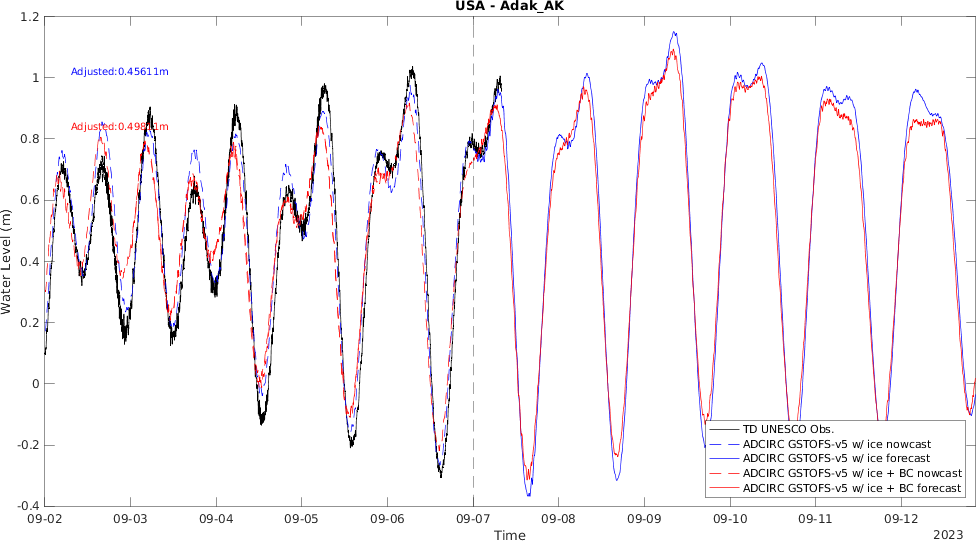 USA - Adak_AK
1.2
1
0.8
0.6
0.4
0.2
0
-0.2
-0.4
Water Level (m)
Adjusted:0.45611m
TD UNESCO Obs.
ADCIRC GSTOFS-v5 w/ ice nowcast
ADCIRC GSTOFS-v5 w/ ice forecast
ADCIRC GSTOFS-v5 w/ ice + BC nowcast
ADCIRC GSTOFS-v5 w/ ice + BC forecast
09-02 09-03 09-04 09-05 09-06 09-07 09-08 09-09 09-10 09-11 09-12
Time
2023